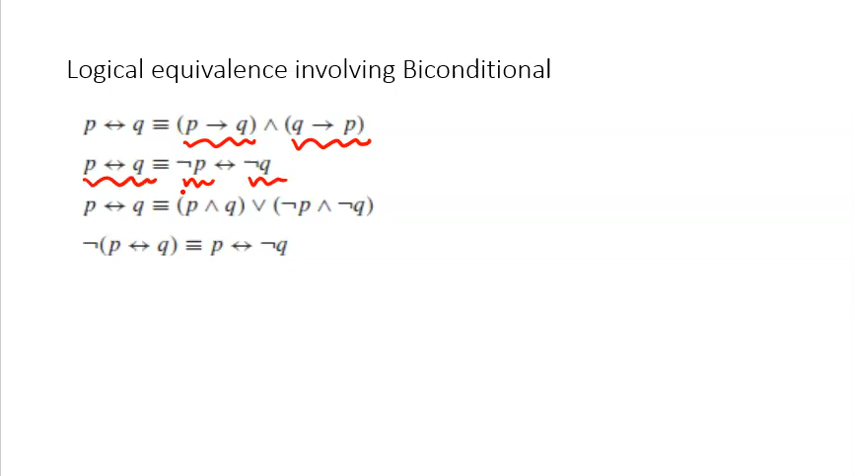 Logical equivalence involving Biconditional
p ↔ q ≡ (p → q) ∧ (q → p)
p ↔ q ≡ ¬p ↔ ¬q
p ↔ q ≡ (p ∧ q) ∨ (¬p ∧ ¬q)
¬(p ↔ q) ≡ p ↔ ¬q